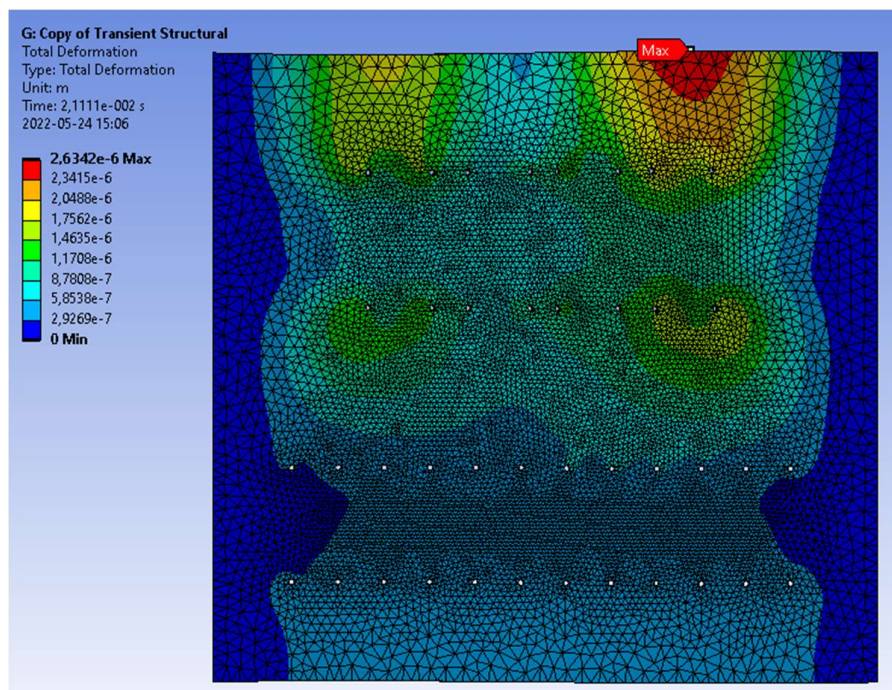 G: Copy of Transient Structural
Total Deformation
Type: Total Deformation
Unit: m
Time: 2,1111e-002 s
2022-05-24 15:06
2,6342e-6 Max
2,3415e-6
2,0488e-6
1,7562e-6
1,4635e-6
1,1708e-6
8,7808e-7
5,8538e-7
2,9269e-7
0 Min
Max